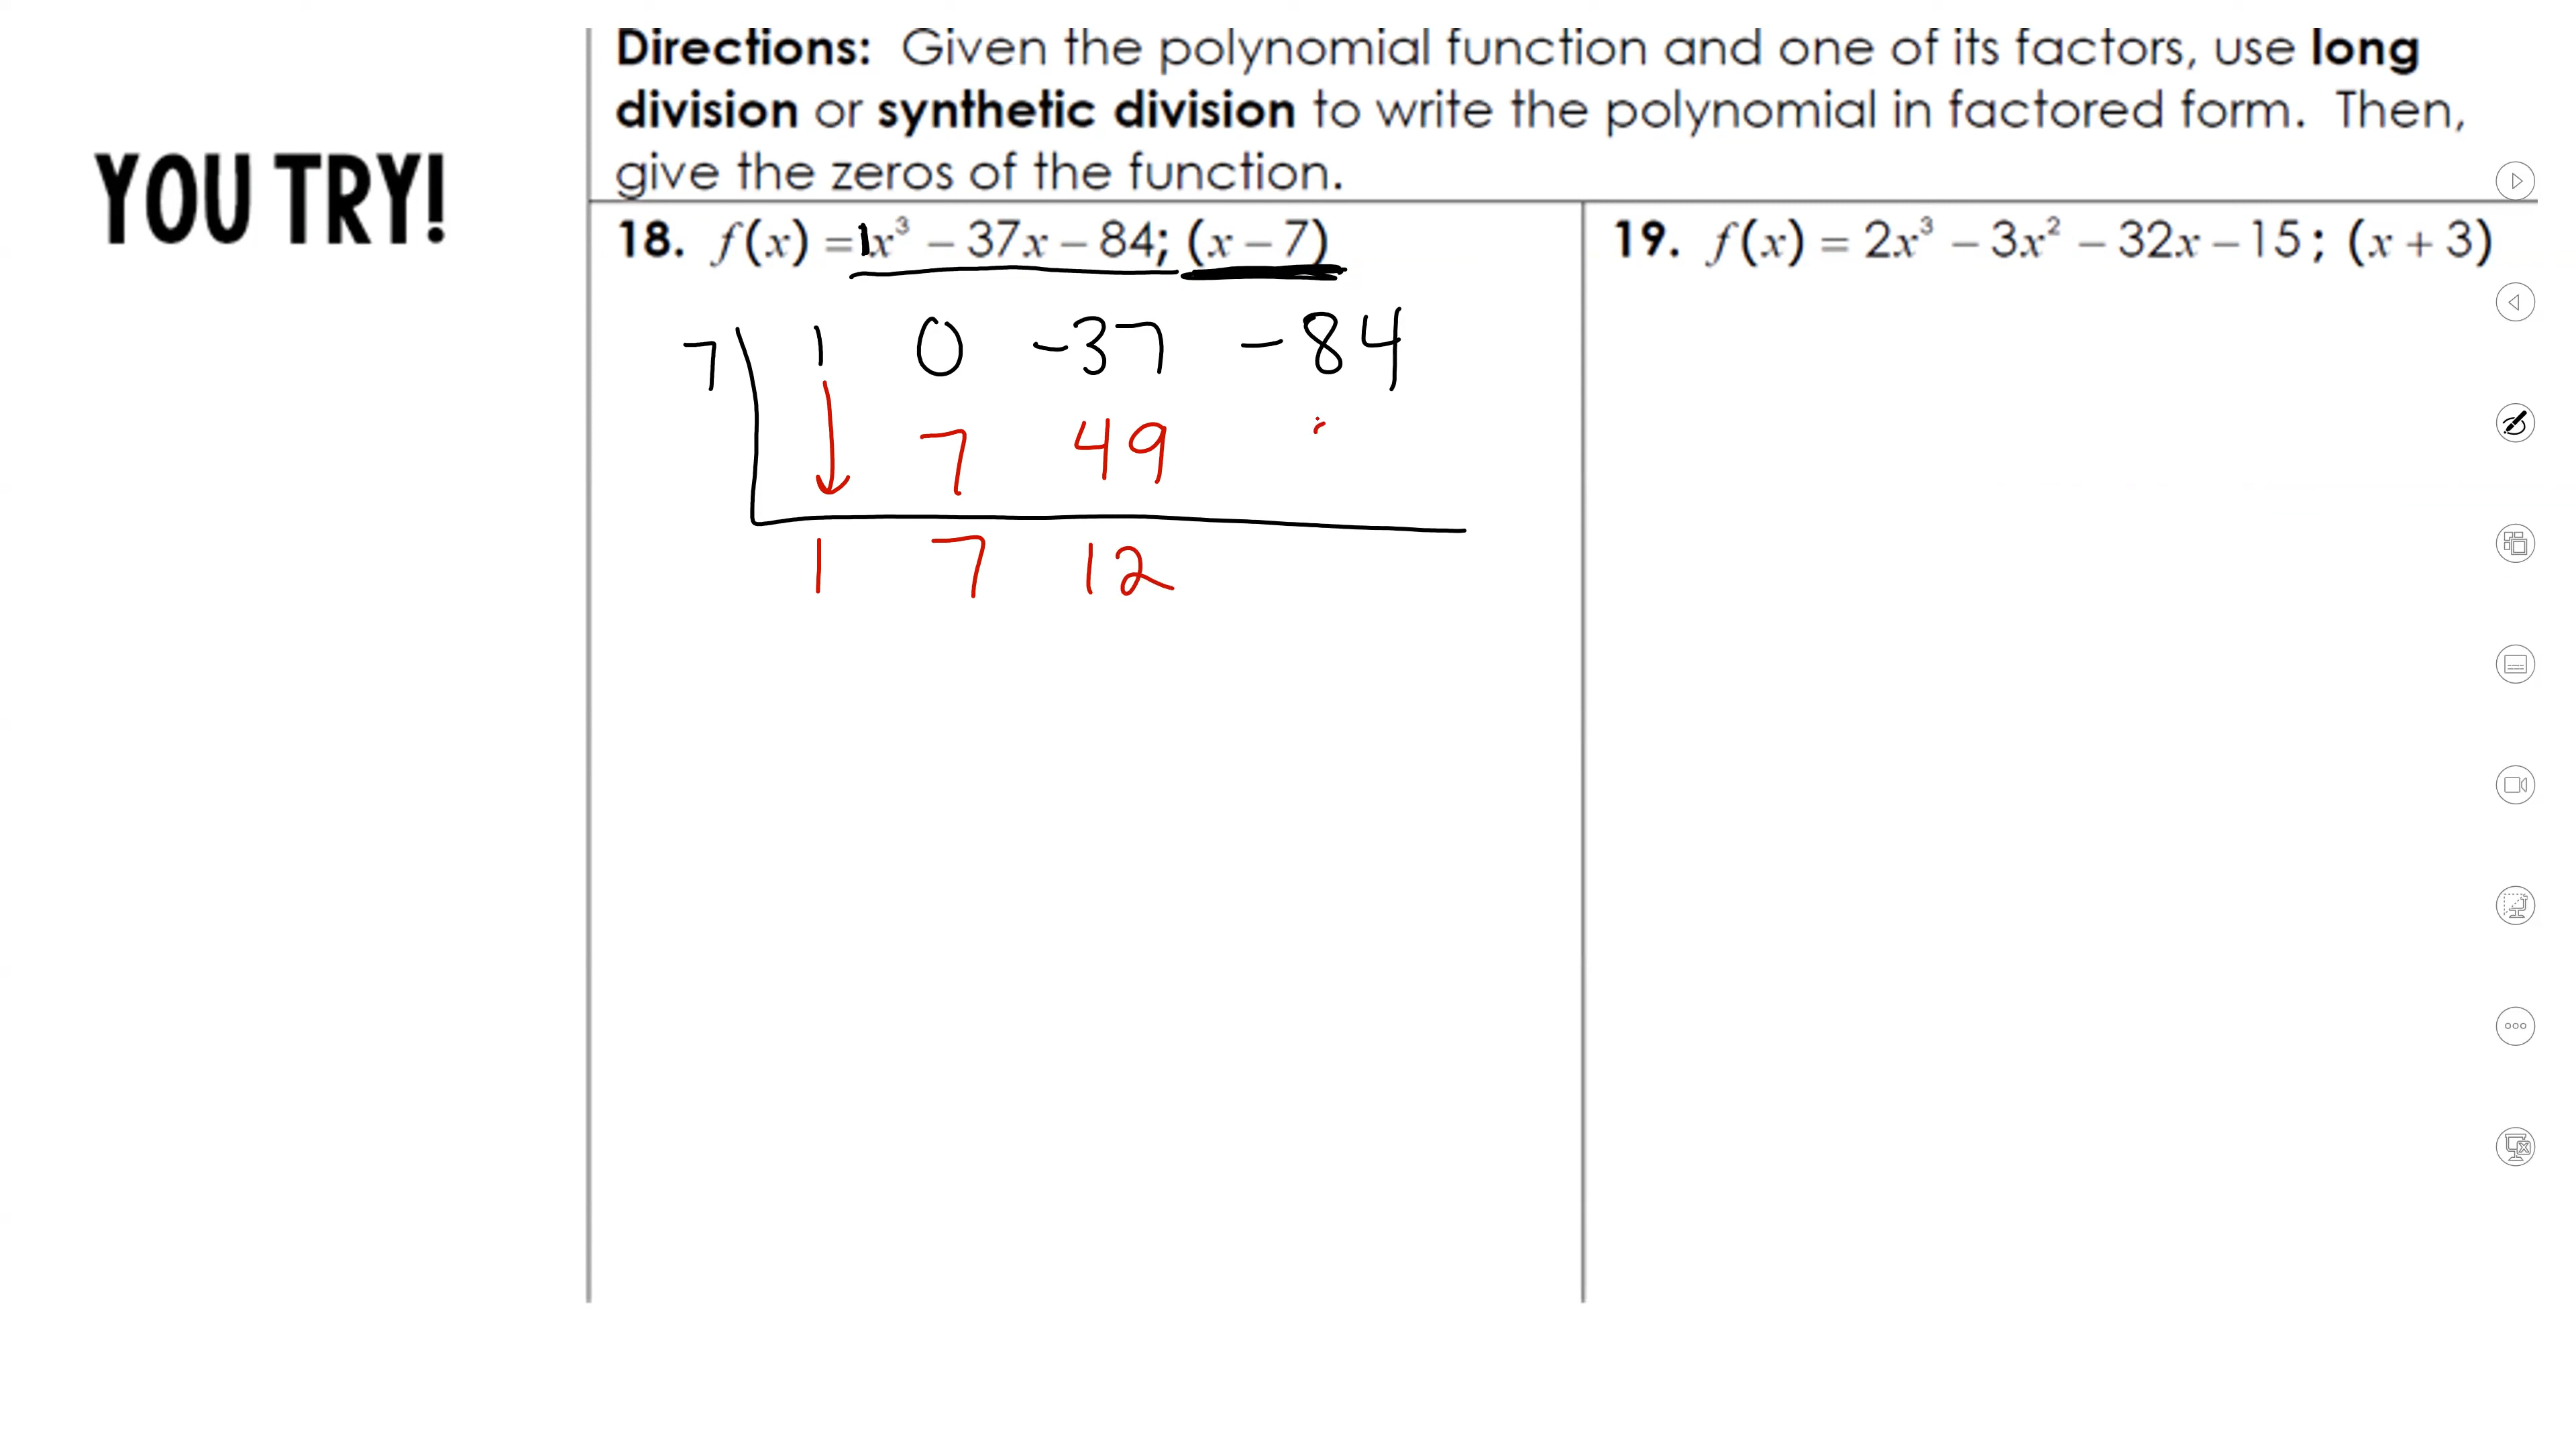 YOU TRY!
Directions: Given the polynomial function and one of its factors, use long
division or synthetic division to write the polynomial in factored form. Then,
give the zeros of the function.
18. f(x) = 1x³ – 37x – 84; (x – 7)
7 1 0 -37 -84
7 49
1 7 12
19. f(x) = 2x³ – 3x² – 32x – 15; (x + 3)